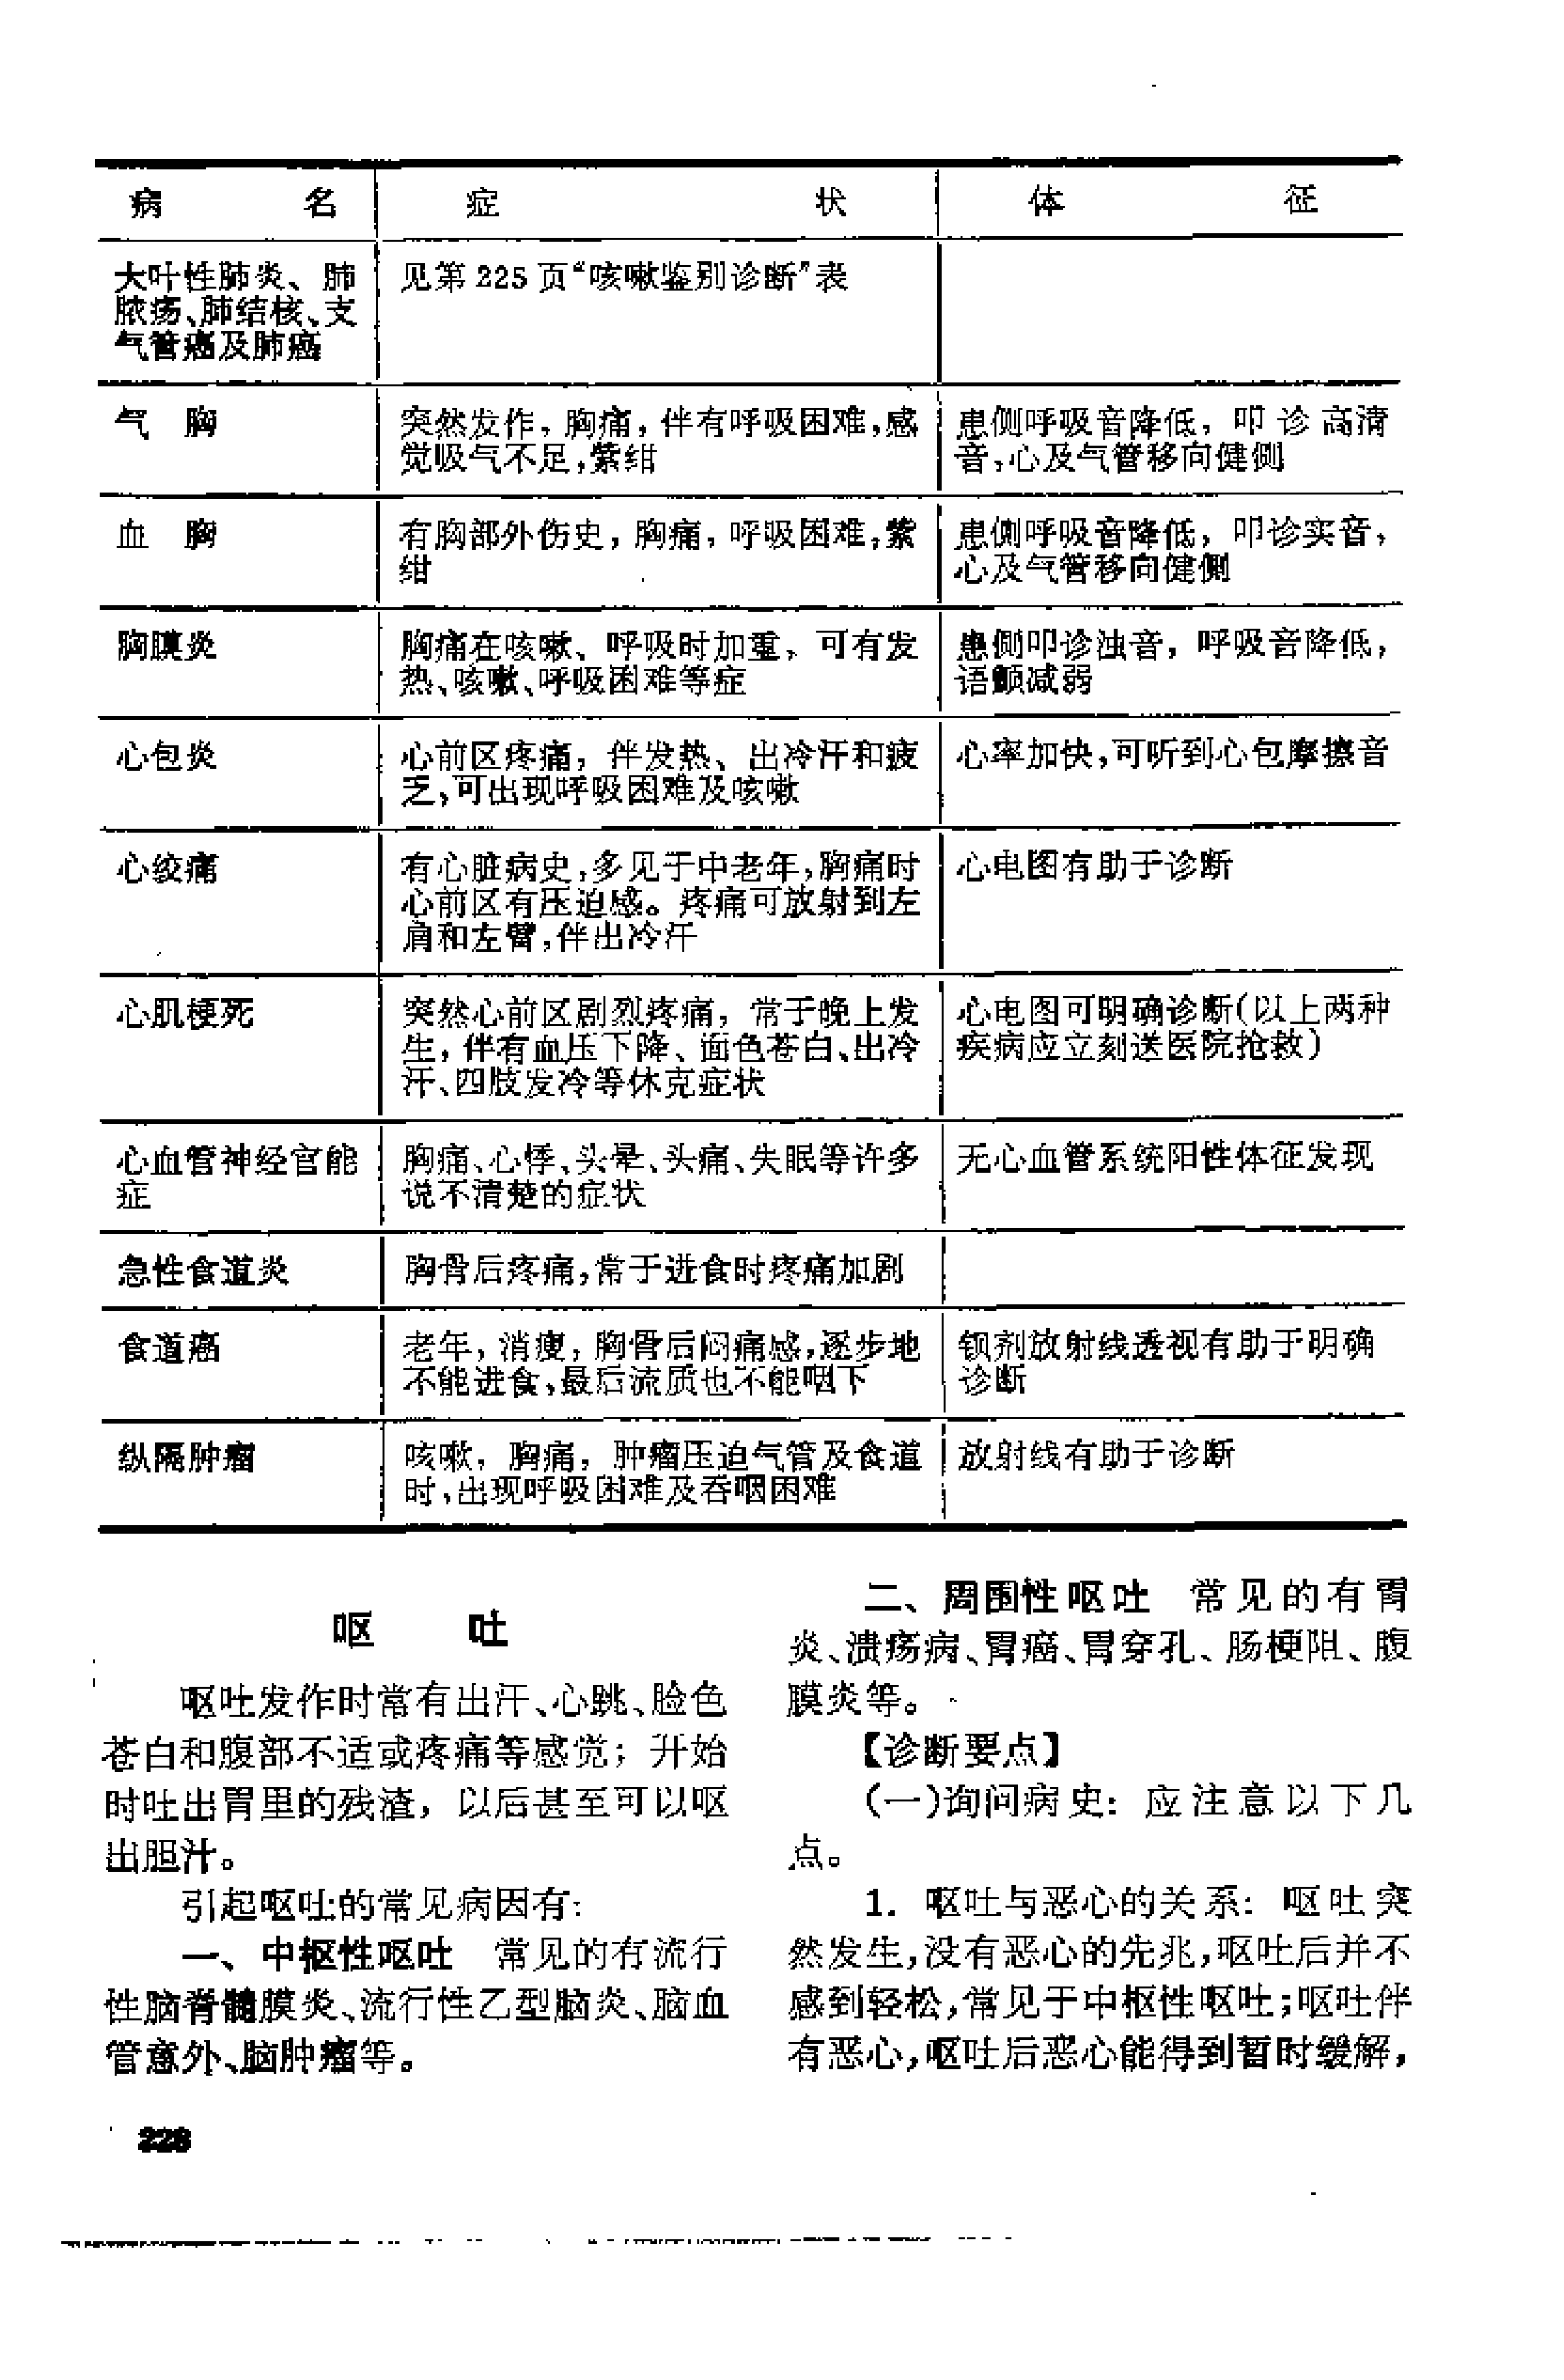 病 名 症 状 体 征
大叶性肺炎、肺
脓疡、肺结核、支
气管癌及肺癌
见第225页“咳嗽鉴别诊断”表
气 胸
突然发作，胸痛，伴有呼吸困难，感
觉吸气不足，紫绀
患侧呼吸音降低，叩诊高清
音，心及气管移向健侧
血 胸
有胸部外伤史，胸痛，呼吸困难，紫
绀
患侧呼吸音降低，叩诊实音，
心及气管移向健侧
胸膜炎
胸痛在咳嗽、呼吸时加重。可有发
热、咳嗽、呼吸困难等症
患侧叩诊浊音，呼吸音降低，
语颤减弱
心包炎
心前区疼痛，伴发热、出冷汗和疲
乏，可出现呼吸困难及咳嗽
心率加快，可听到心包摩擦音
心绞痛
有心脏病史，多见于中老年，胸痛时
心前区有压迫感。疼痛可放射到左
肩和左臂，伴出冷汗
心电图有助于诊断
心肌梗死
突然心前区剧烈疼痛，常于晚上发
生，伴有血压下降、面色苍白、出冷
汗、四肢发冷等休克症状
心电图可明确诊断（以上两种
疾病应立刻送医院抢救）
心血管神经官能
症
胸痛、心悸、头晕、头痛、失眠等许多
说不清楚的症状
无心血管系统阳性体征发现
急性食道炎
胸骨后疼痛，常于进食时疼痛加剧
食道癌
老年，消瘦，胸骨后闷痛感，逐步地
不能进食，最后流质也不能咽下
钡剂放射线透视有助于明确
诊断
纵隔肿瘤
咳嗽，胸痛，肿瘤压迫气管及食道
时，出现呼吸困难及吞咽困难
放射线有助于诊断
呕 吐
呕吐发作时常有出汗、心跳、脸色
苍白和腹部不适或疼痛等感觉；开始
时吐出胃里的残渣，以后甚至可以呕
出胆汁。
引起呕吐的常见病因有：
一、中枢性呕吐 常见的有流行
性脑脊髓膜炎、流行性乙型脑炎、脑血
管意外、脑肿瘤等。
二、周围性呕吐 常见的有胃
炎、溃疡病、胃癌、胃穿孔、肠梗阻、腹
膜炎等。
【诊断要点】
（一）询问病史：应注意以下几
点。
1. 呕吐与恶心的关系：呕吐突
然发生，没有恶心的先兆，呕吐后并不
感到轻松，常见于中枢性呕吐；呕吐伴
有恶心，呕吐后恶心能得到暂时缓解，
228